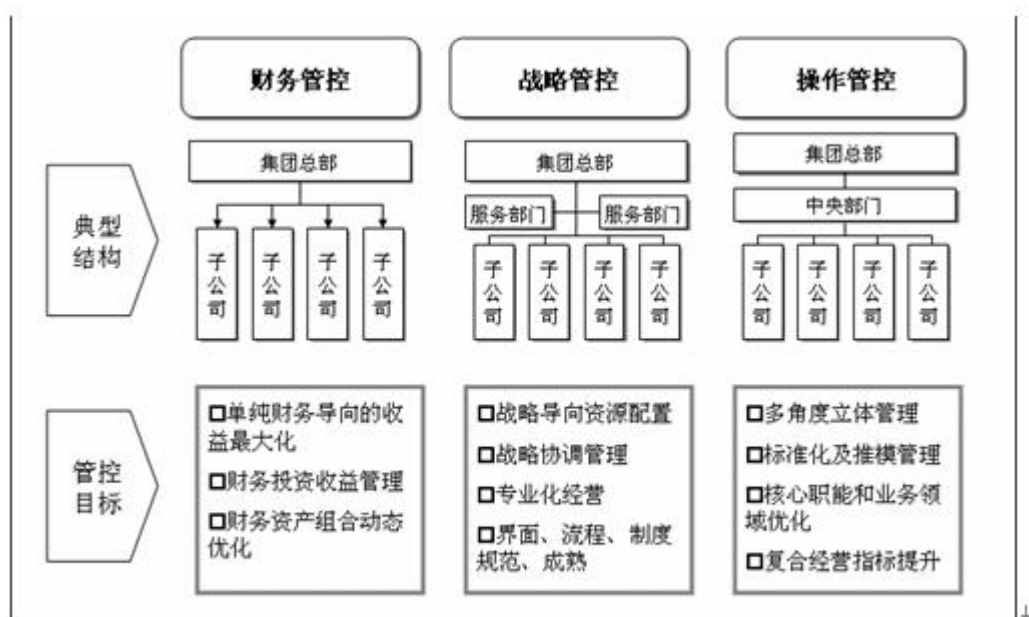 财务管控
战略管控
操作管控
典型
结构
集团总部
子公司
子公司
子公司
子公司
集团总部
服务部门
服务部门
子公司
子公司
子公司
子公司
集团总部
中央部门
子公司
子公司
子公司
子公司
管控
目标
单纯财务导向的收
益最大化
财务投资收益管理
财务资产组合动态
优化
战略导向资源配置
战略协调管理
专业化经营
界面、流程、制度
规范、成熟
多角度立体管理
标准化及推模管理
核心职能和业务领
域优化
复合经营指标提升